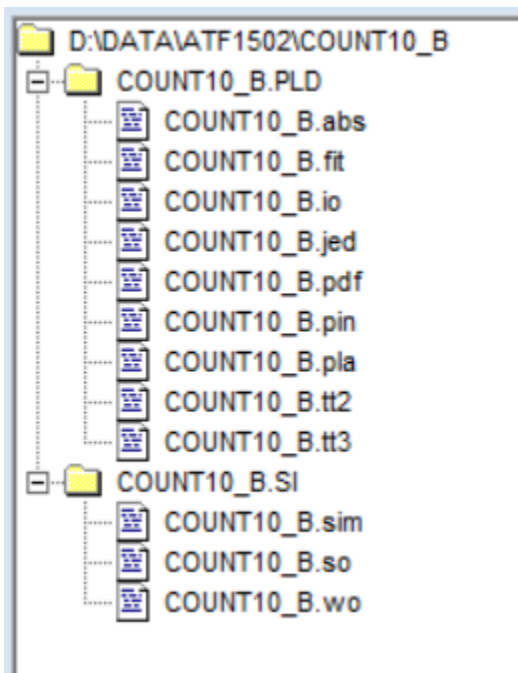 D:\DATA\ATF1502\COUNT10_B
COUNT10_B.PLD
COUNT10_B.abs
COUNT10_B.fit
COUNT10_B.io
COUNT10_B.jed
COUNT10_B.pdf
COUNT10_B.pin
COUNT10_B.pla
COUNT10_B.tt2
COUNT10_B.tt3
COUNT10_B.SI
COUNT10_B.sim
COUNT10_B.so
COUNT10_B.wo